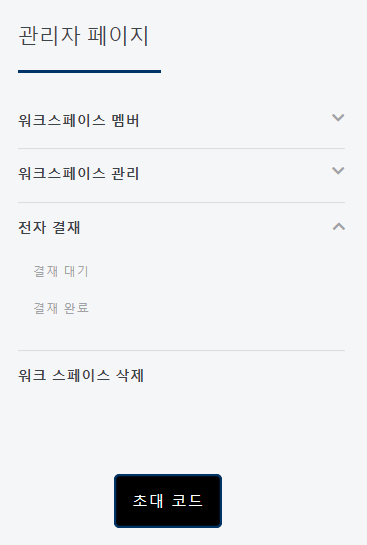 관리자 페이지
워크스페이스 멤버
워크스페이스 관리
전자 결재
결재 대기
결재 완료
워크 스페이스 삭제
초대 코드